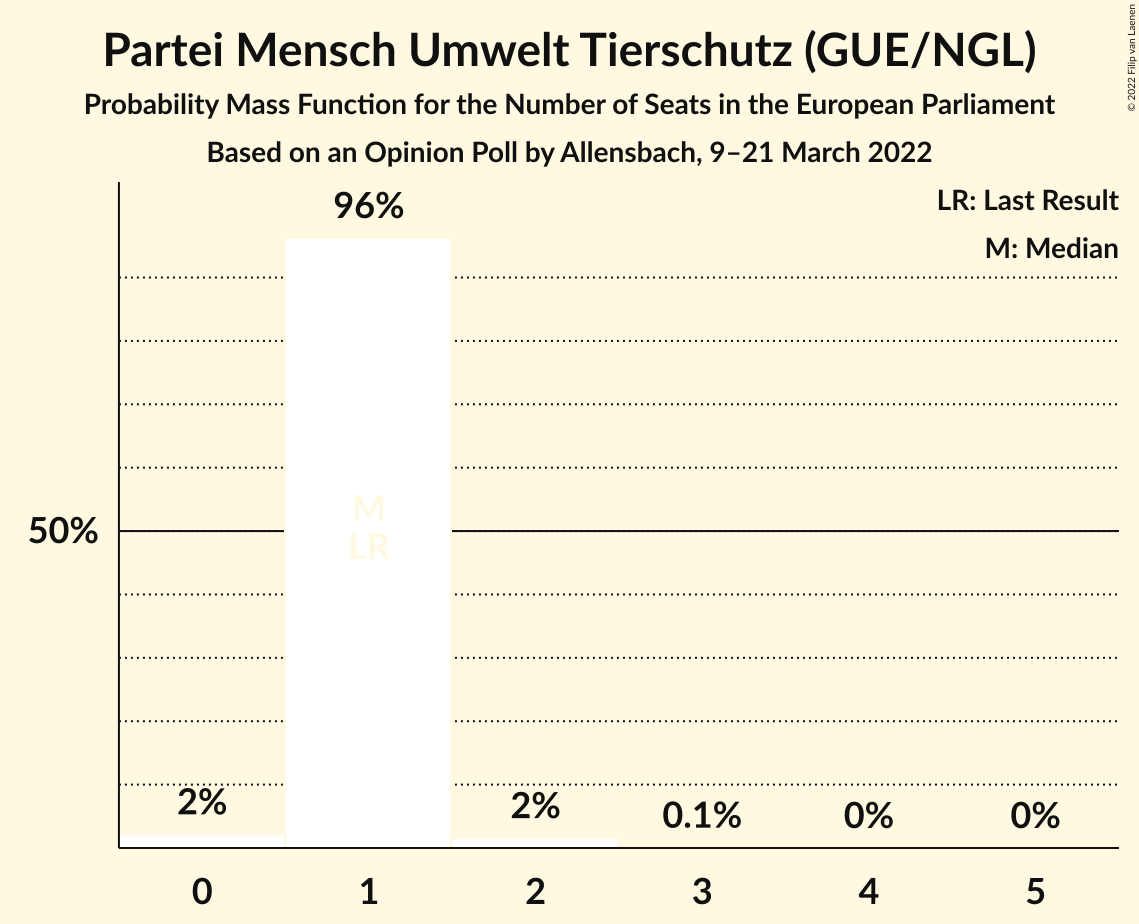 Partei Mensch Umwelt Tierschutz (GUE/NGL)
Probability Mass Function for the Number of Seats in the European Parliament
Based on an Opinion Poll by Allensbach, 9–21 March 2022
© 2022 Filip van Laenen
LR: Last Result
M: Median
96%
50%
M
LR
2%
2%
0.1%
0%
0%
0 1 2 3 4 5